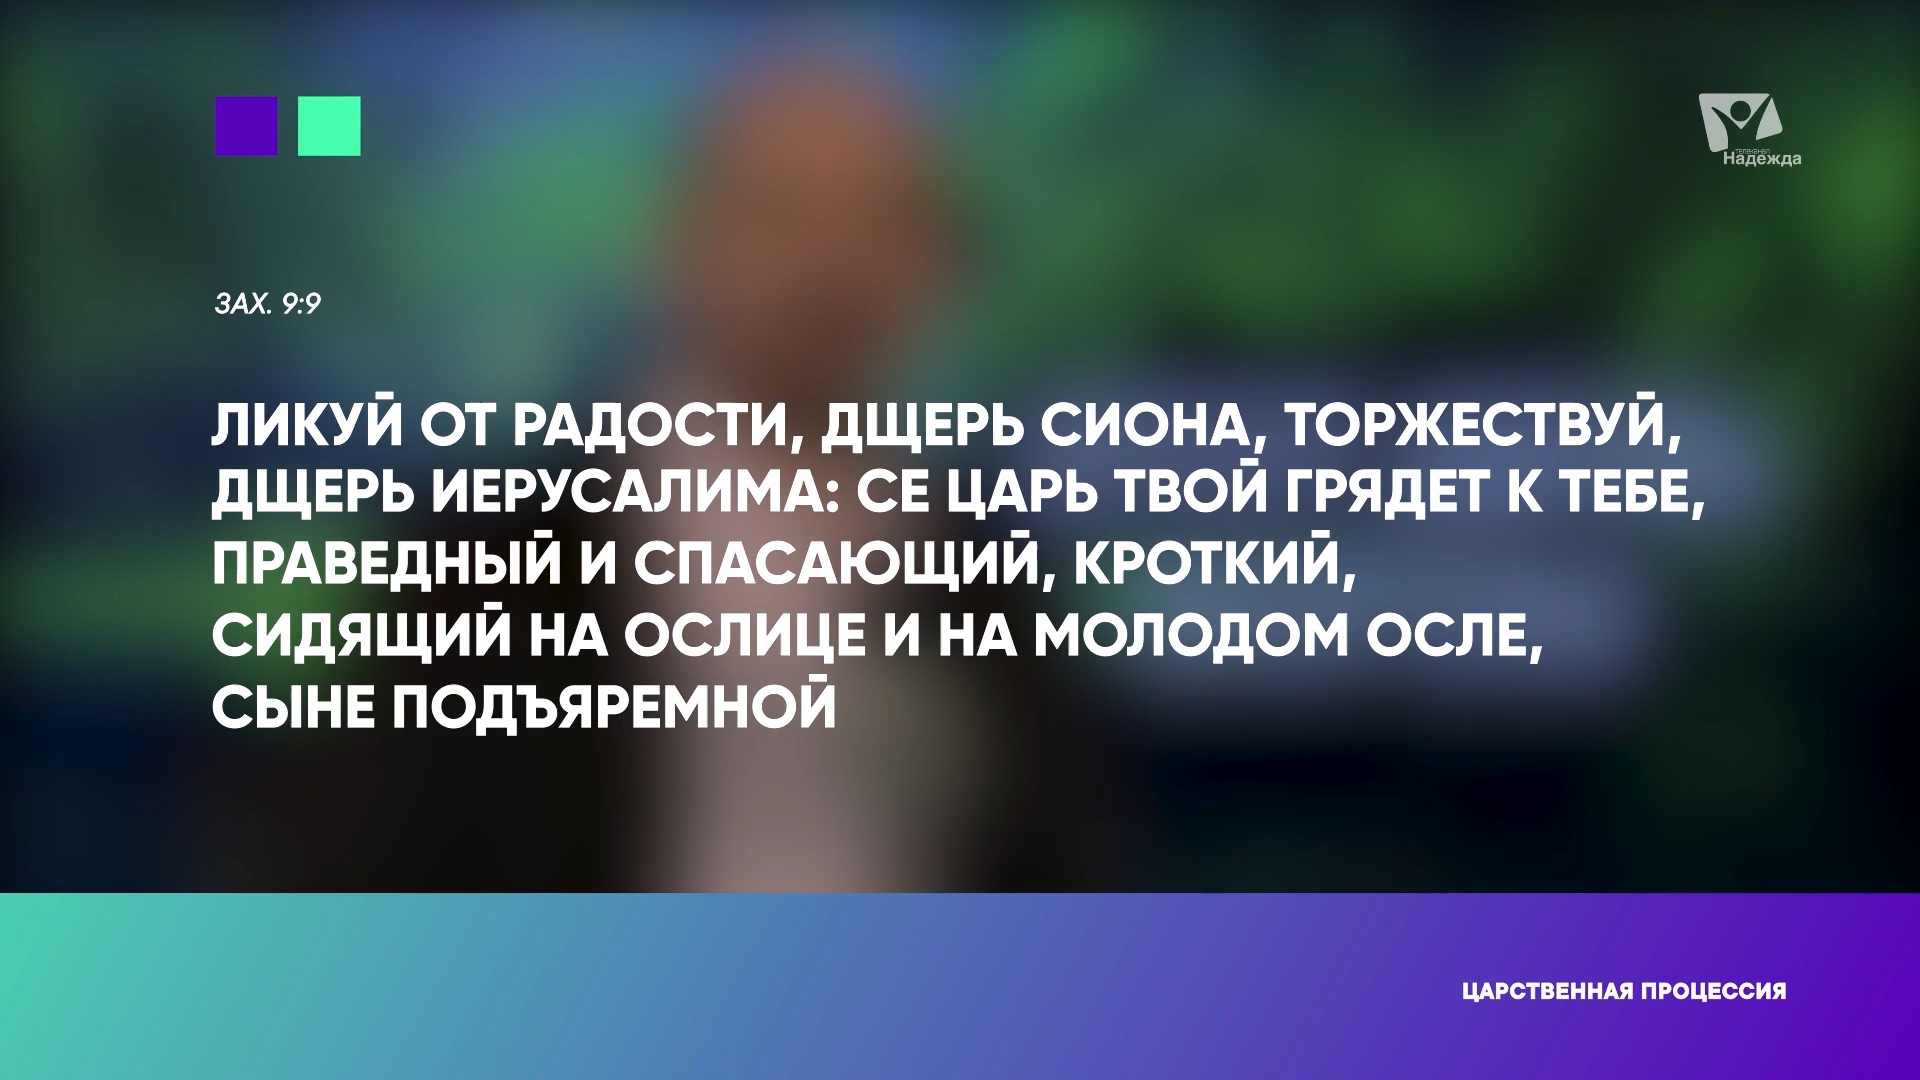 телеканал
Надежда
ЗАХ. 9:9
ЛИКУЙ ОТ РАДОСТИ, ДЩЕРЬ СИОНА, ТОРЖЕСТВУЙ,
ДЩЕРЬ ИЕРУСАЛИМА: СЕ ЦАРЬ ТВОЙ ГРЯДЕТ К ТЕБЕ,
ПРАВЕДНЫЙ И СПАСАЮЩИЙ, КРОТКИЙ,
СИДЯЩИЙ НА ОСЛИЦЕ И НА МОЛОДОМ ОСЛЕ,
СЫНЕ ПОДЪЯРЕМНОЙ
ЦАРСТВЕННАЯ ПРОЦЕССИЯ